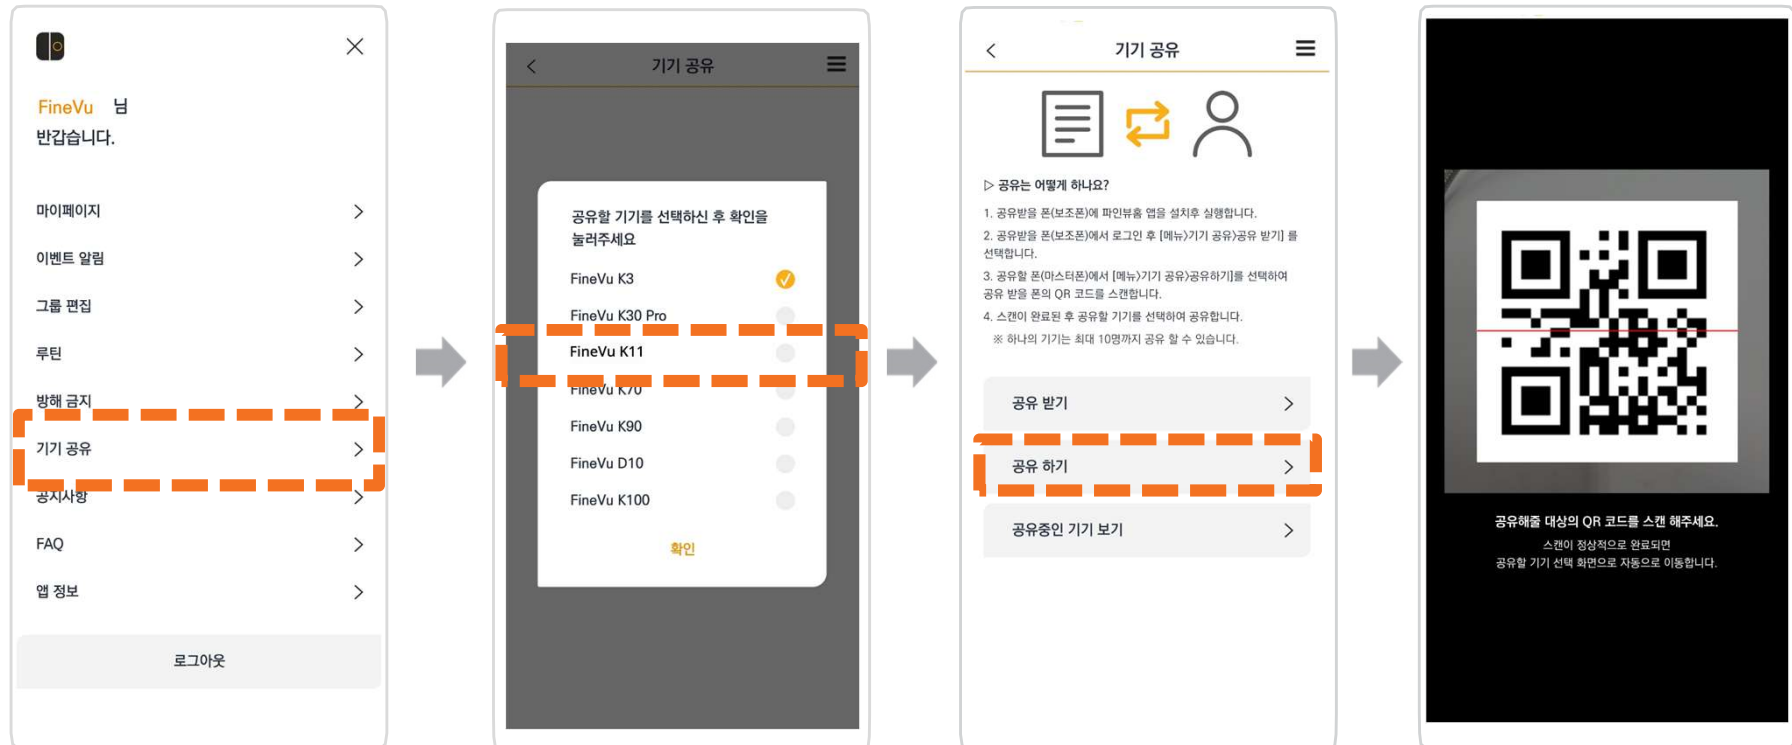 FineVu 님
반갑습니다.
마이페이지
이벤트 알림
그룹 편집
루틴
방해 금지
기기 공유
공지사항
FAQ
앱 정보
로그아웃
기기 공유
공유할 기기를 선택하신 후 확인을
눌러주세요
FineVu K3
FineVu K30 Pro
FineVu K11
FineVu K70
FineVu K90
FineVu D10
FineVu K100
확인
기기 공유
▷ 공유는 어떻게 하나요?
1. 공유받을 폰(보조폰)에 파인뷰홈 앱을 설치후 실행합니다.
2. 공유받을 폰(보조폰)에서 로그인 후 [메뉴>기기 공유>공유 받기] 를
선택합니다.
3. 공유할 폰(마스터폰)에서 [메뉴>기기 공유>공유하기]를 선택하여
공유 받을 폰의 QR 코드를 스캔합니다.
4. 스캔이 완료된 후 공유할 기기를 선택하여 공유합니다.
※ 하나의 기기는 최대 10명까지 공유 할 수 있습니다.
공유 받기
공유 하기
공유중인 기기 보기
공유해줄 대상의 QR 코드를 스캔 해주세요.
스캔이 정상적으로 완료되면
공유할 기기 선택 화면으로 자동으로 이동합니다.